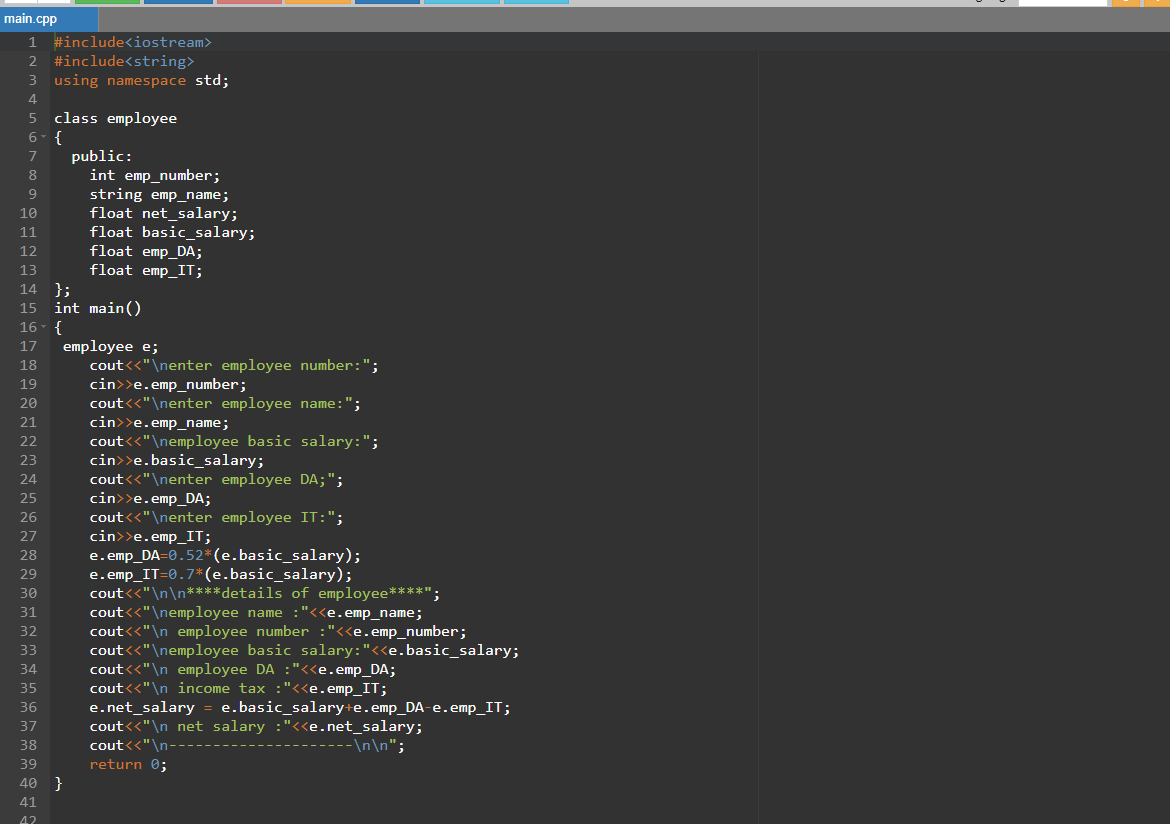 main.cpp
1 #include<iostream>
2 #include<string>
3 using namespace std;
4
5 class employee
6 {
7   public:
8     int emp_number;
9     string emp_name;
10     float net_salary;
11     float basic_salary;
12     float emp_DA;
13     float emp_IT;
14 };
15 int main()
16 {
17  employee e;
18     cout<<"\nenter employee number:";
19     cin>>e.emp_number;
20     cout<<"\nenter employee name:";
21     cin>>e.emp_name;
22     cout<<"\nemployee basic salary:";
23     cin>>e.basic_salary;
24     cout<<"\nenter employee DA;";
25     cin>>e.emp_DA;
26     cout<<"\nenter employee IT:";
27     cin>>e.emp_IT;
28     e.emp_DA=0.52*(e.basic_salary);
29     e.emp_IT=0.7*(e.basic_salary);
30     cout<<"\n\n****details of employee****";
31     cout<<"\nemployee name :"<<e.emp_name;
32     cout<<"\n employee number :"<<e.emp_number;
33     cout<<"\nemployee basic salary:"<<e.basic_salary;
34     cout<<"\n employee DA :"<<e.emp_DA;
35     cout<<"\n income tax :"<<e.emp_IT;
36     e.net_salary = e.basic_salary+e.emp_DA-e.emp_IT;
37     cout<<"\n net salary :"<<e.net_salary;
38     cout<<"\n---------------------\n\n";
39     return 0;
40 }
41
42